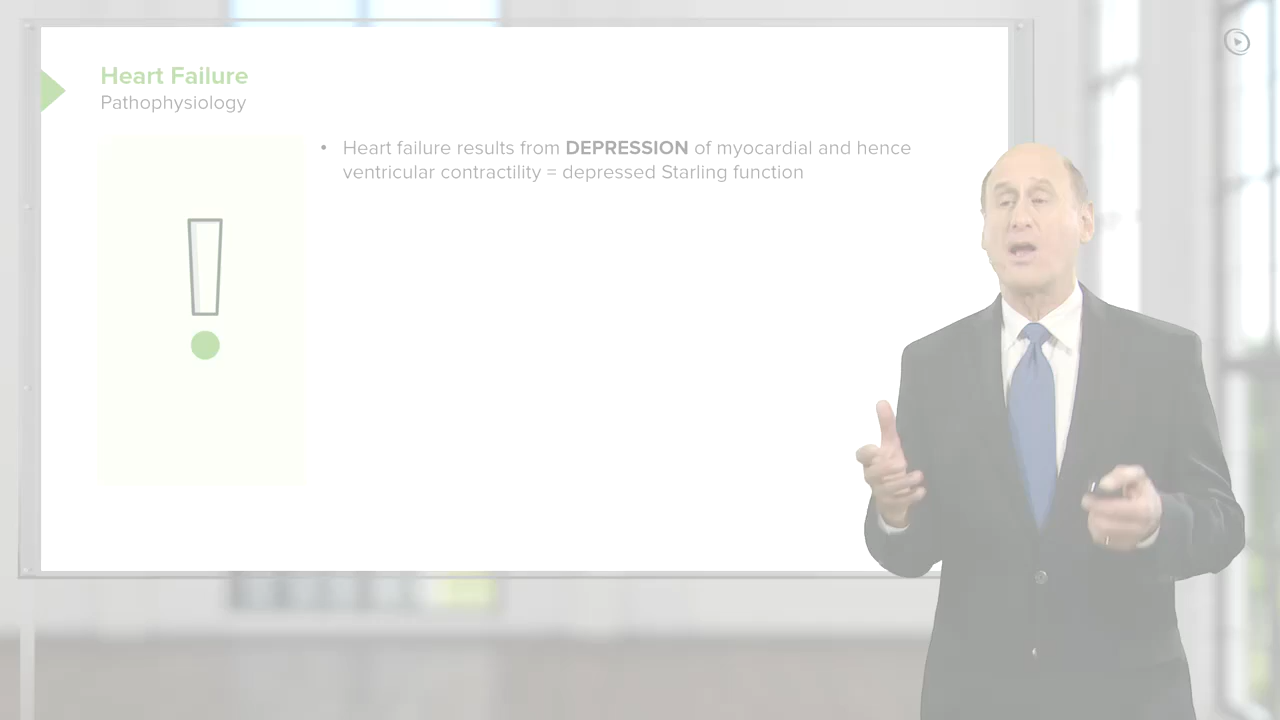 Heart Failure
Pathophysiology
• Heart failure results from DEPRESSION of myocardial and hence
ventricular contractility = depressed Starling function